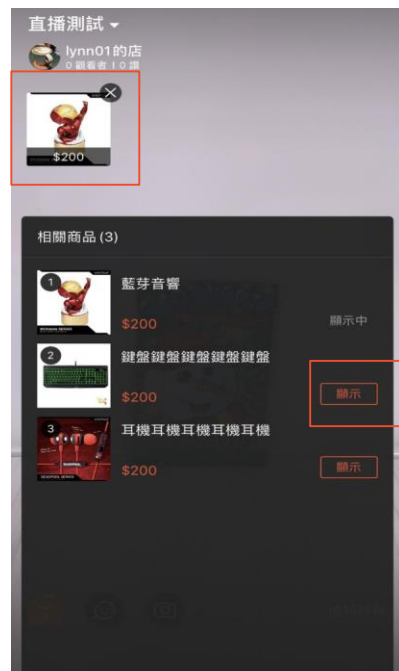 直播測試
lynn01的店
0 觀看者 | 0 讚
$200
相關商品 (3)
1
藍芽音響
$200
顯示中
2
鍵盤鍵盤鍵盤鍵盤鍵盤
$200
顯示
3
耳機耳機耳機耳機耳機
$200
顯示